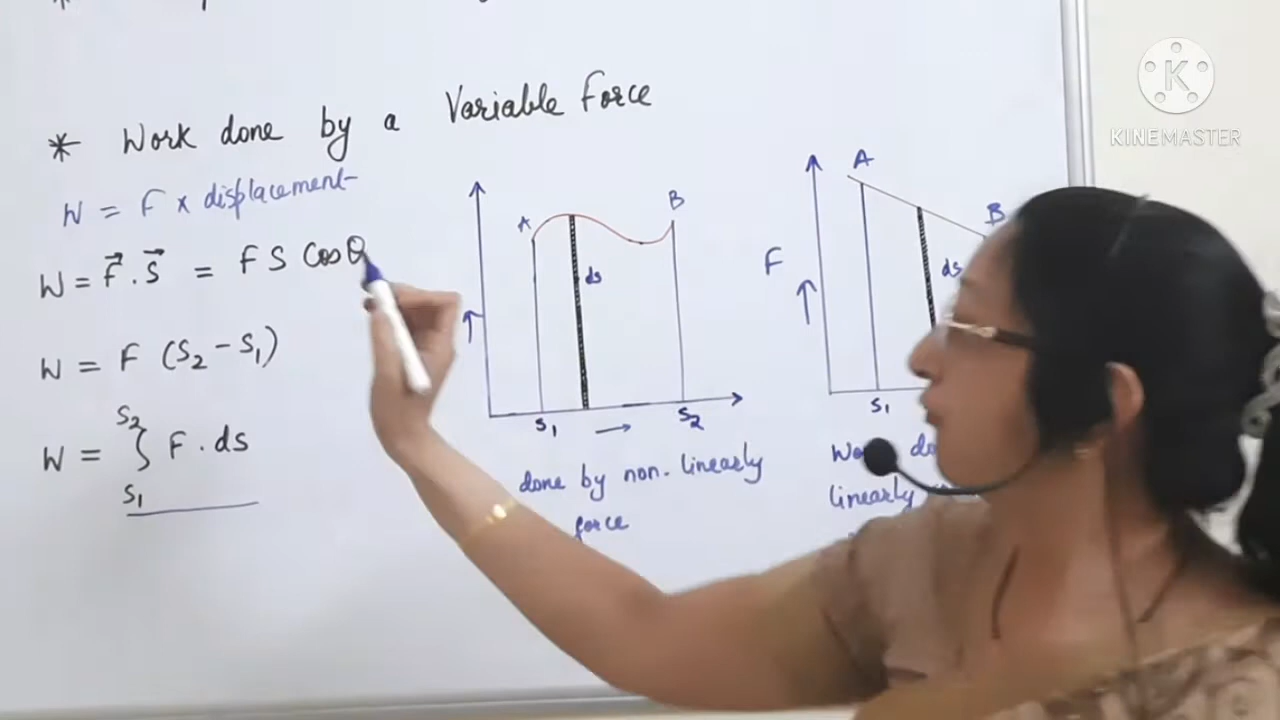 * Work done by a Variable Force
W = F x displacement
W = F⃗ . S⃗ = F S Cosθ
W = F (S₂ - S₁)
S₂
W = ∫ F . ds
S₁
A
B
ds
S₁
S₂
done by non-linearly
force
A
B
F
ds
S₁
linearly
KINEMASTER